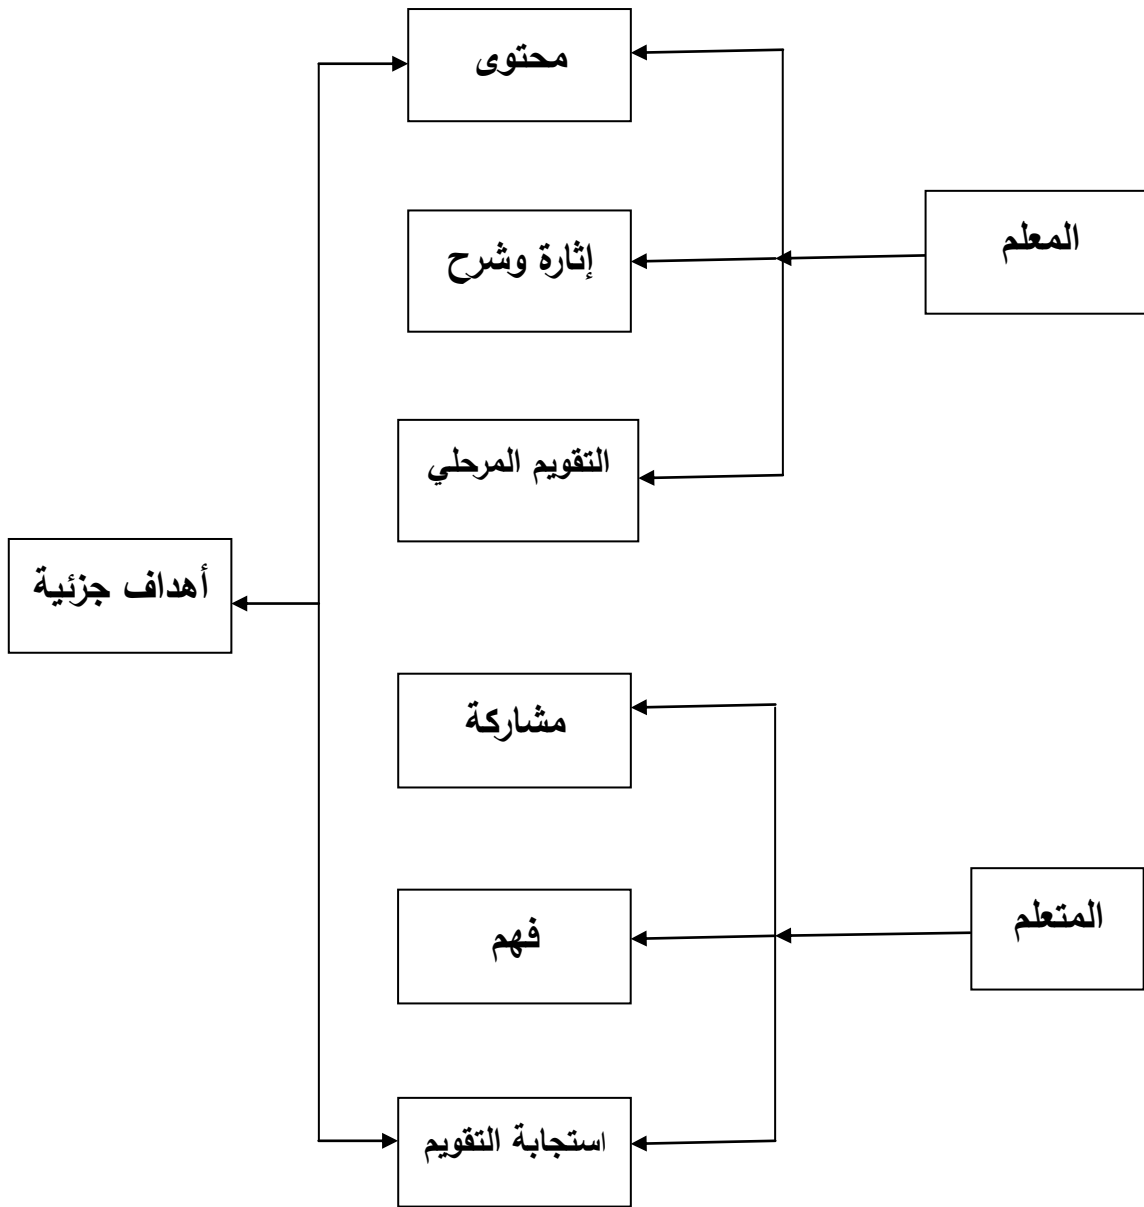 محتوى
المعلم
إثارة وشرح
التقويم المرحلي
أهداف جزئية
مشاركة
المتعلم
فهم
استجابة التقويم